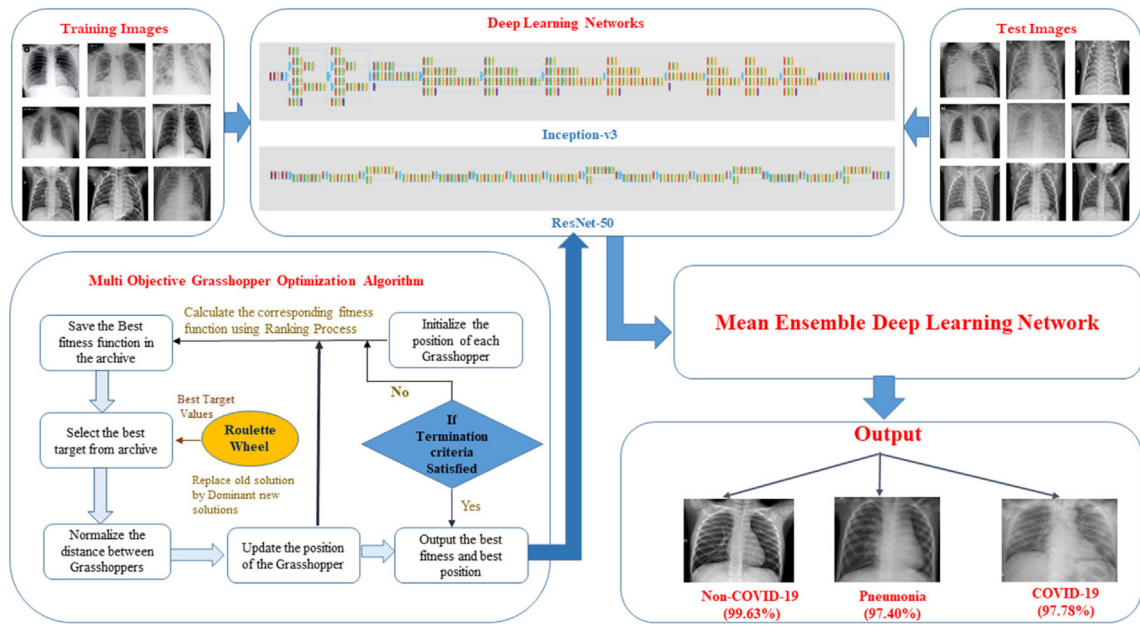 Training Images
Deep Learning Networks
Inception-v3
ResNet-50
Test Images
Multi Objective Grasshopper Optimization Algorithm
Save the Best
fitness function in
the archive
Calculate the corresponding fitness
function using Ranking Process
Initialize the
position of each
Grasshopper
No
Best Target
Values
Select the best
target from archive
Roulette
Wheel
If
Termination
criteria
Satisfied
Replace old solution
by Dominant new
solutions
Yes
Normalize the
distance between
Grasshoppers
Update the position
of the Grasshopper
Output the best
fitness and best
position
Mean Ensemble Deep Learning Network
Output
Non-COVID-19
(99.63%)
Pneumonia
(97.40%)
COVID-19
(97.78%)